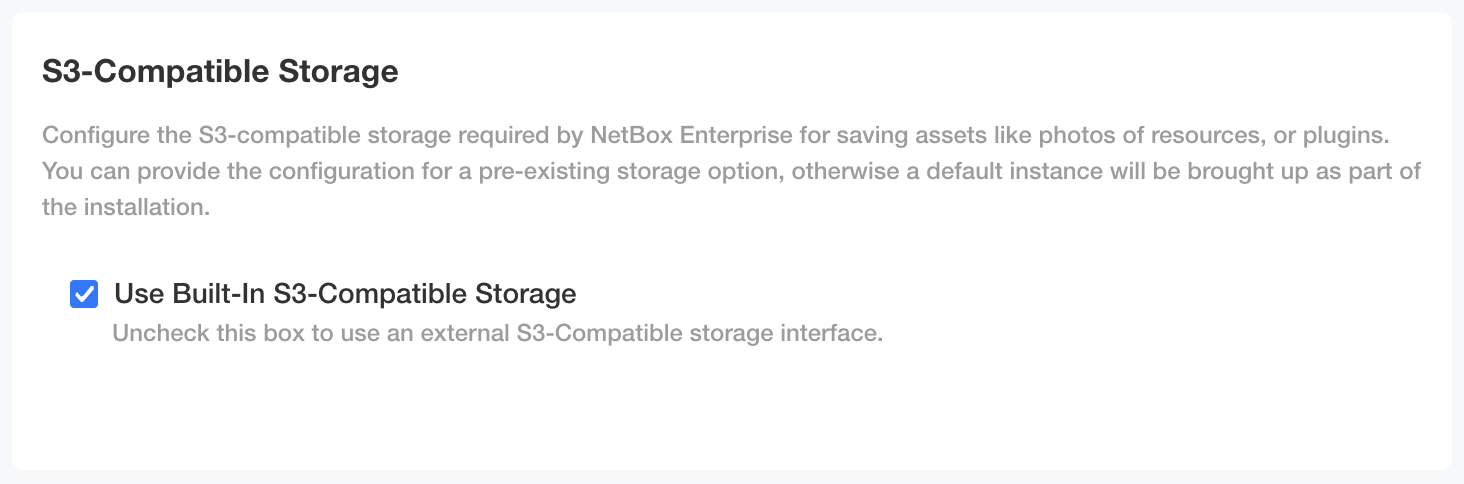 S3-Compatible Storage
Configure the S3-compatible storage required by NetBox Enterprise for saving assets like photos of resources, or plugins.
You can provide the configuration for a pre-existing storage option, otherwise a default instance will be brought up as part of
the installation.
Use Built-In S3-Compatible Storage
Uncheck this box to use an external S3-Compatible storage interface.